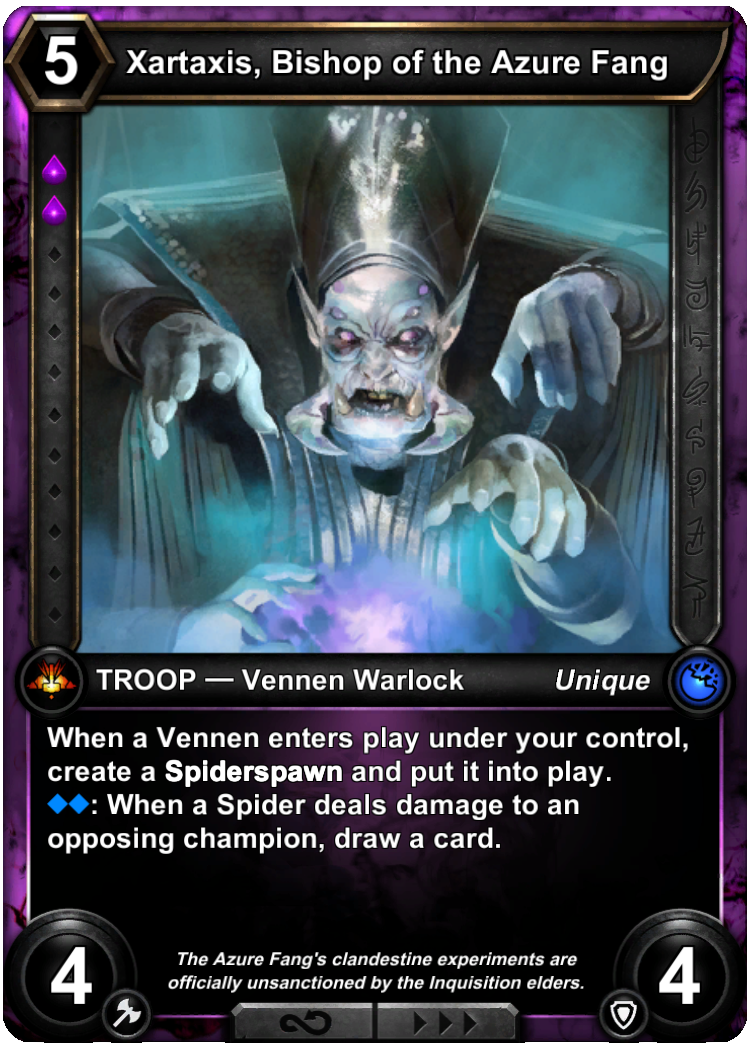 5
Xartaxis, Bishop of the Azure Fang
TROOP — Vennen Warlock Unique
When a Vennen enters play under your control,
create a Spiderspawn and put it into play.
: When a Spider deals damage to an
opposing champion, draw a card.
The Azure Fang's clandestine experiments are
officially unsanctioned by the Inquisition elders.
4 4